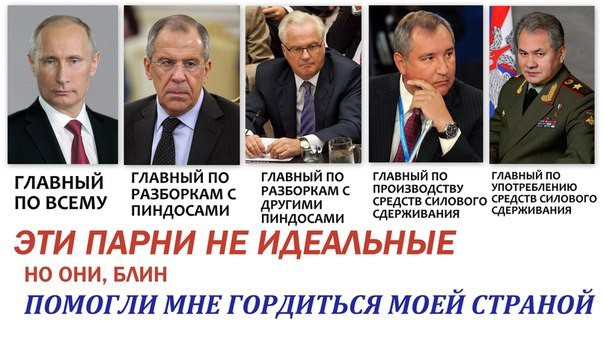 ГЛАВНЫЙ
ПО ВСЕМУ
ГЛАВНЫЙ ПО
РАЗБОРКАМ С
ПИНДОСАМИ
ГЛАВНЫЙ ПО
РАЗБОРКАМ С
ДРУГИМИ
ПИНДОСАМИ
ГЛАВНЫЙ ПО
ПРОИЗВОДСТВУ
СРЕДСТВ СИЛОВОГО
СДЕРЖИВАНИЯ
ГЛАВНЫЙ ПО
УПОТРЕБЛЕНИЮ
СРЕДСТВ СИЛОВОГО
СДЕРЖИВАНИЯ
ЭТИ ПАРНИ НЕ ИДЕАЛЬНЫЕ
НО ОНИ, БЛИН
ПОМОГЛИ МНЕ ГОРДИТЬСЯ МОЕЙ СТРАНОЙ